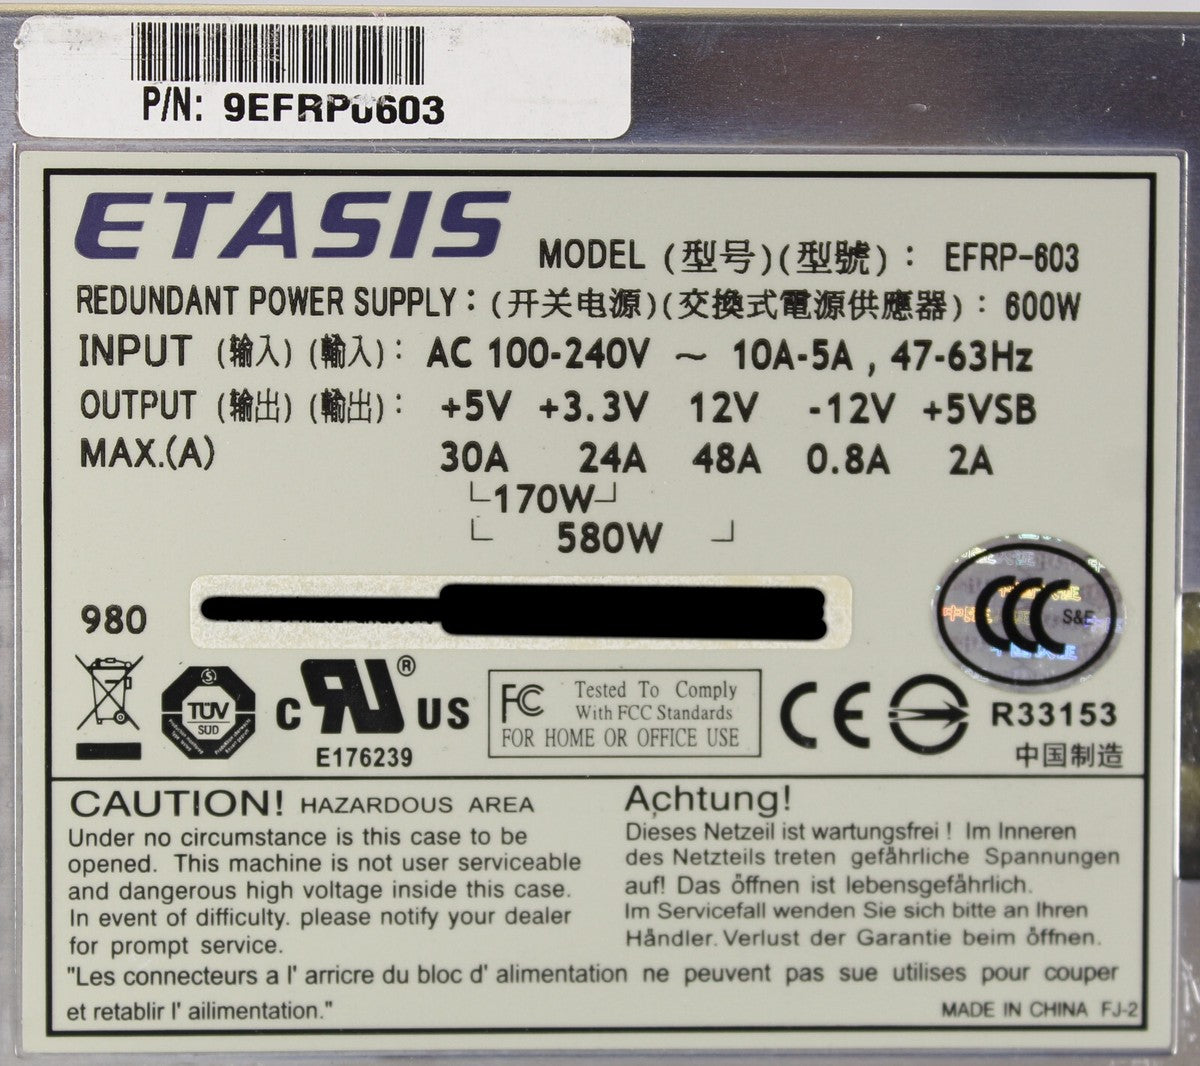 P/N: 9EFRP0603
ETASIS
MODEL (型号)(型號): EFRP-603
REDUNDANT POWER SUPPLY: (开关电源)(交換式電源供應器): 600W
INPUT (输入) (輸入): AC 100-240V ~ 10A-5A , 47-63Hz
OUTPUT (输出) (輸出): +5V +3.3V 12V -12V +5VSB
MAX.(A) 30A 24A 48A 0.8A 2A
170W
580W
980
CCC S&E
TÜV
SÜD
C UR US ®
E176239
FC Tested To Comply
With FCC Standards
FOR HOME OR OFFICE USE
CE
R33153
中国制造
CAUTION! HAZARDOUS AREA
Under no circumstance is this case to be
opened. This machine is not user serviceable
and dangerous high voltage inside this case.
In event of difficulty. please notify your dealer
for prompt service.
Achtung!
Dieses Netzeil ist wartungsfrei ! Im Inneren
des Netzteils treten gefåhrliche Spannungen
auf! Das åffnen ist lebensgefåhrlich.
Im Servicefall wenden Sie sich bitte an Ihren
Håndler. Verlust der Garantie beim åffnen.
"Les connecteurs a l' arricre du bloc d' alimentation ne peuvent pas sue utilises pour couper
et retablir l' ailimentation."
MADE IN CHINA FJ-2